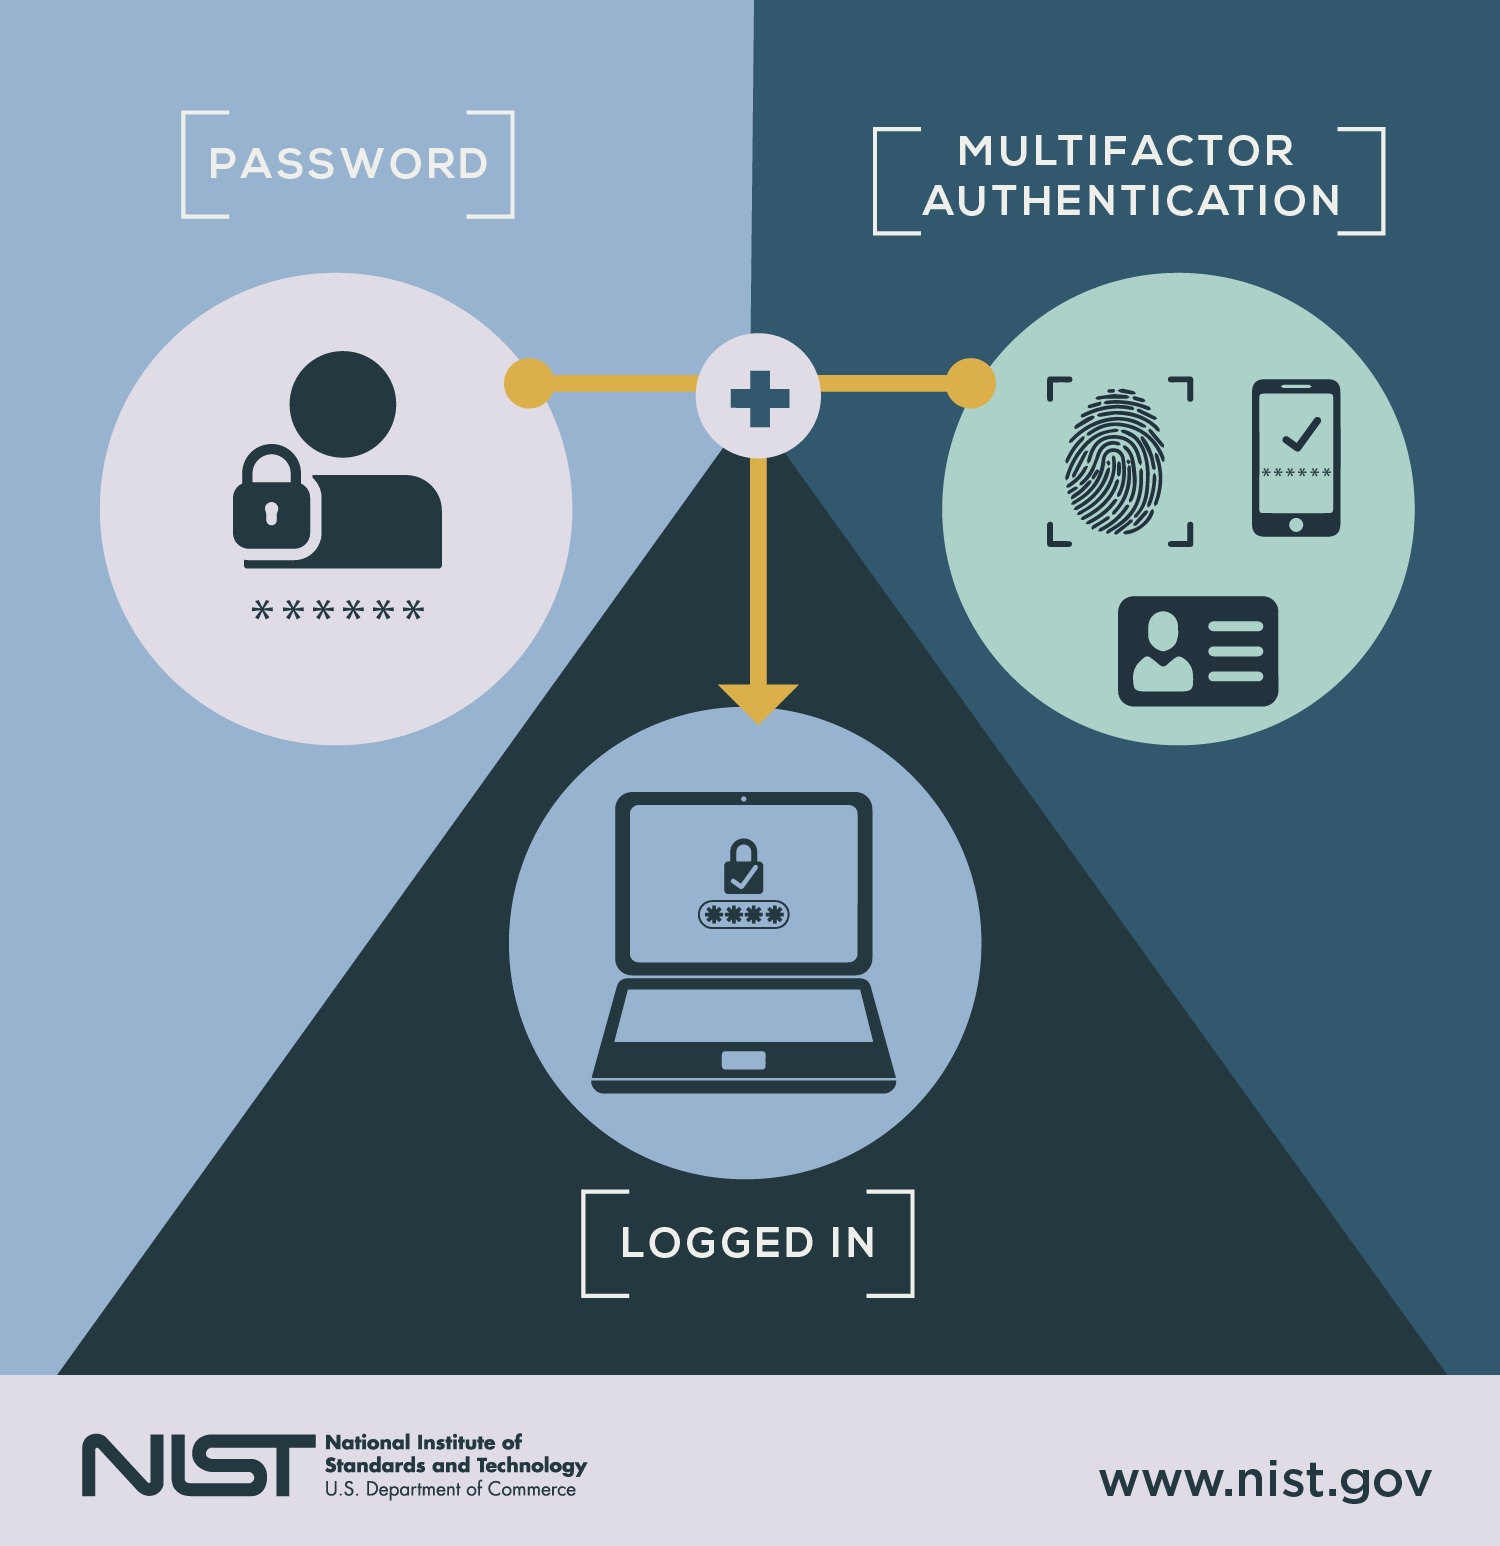 PASSWORD
MULTIFACTOR
AUTHENTICATION
******
******
****
LOGGED IN
NIST
National Institute of
Standards and Technology
U.S. Department of Commerce
www.nist.gov